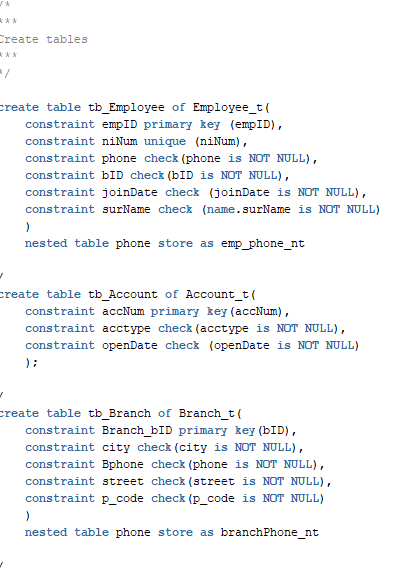 /*
***
Create tables
***
*/
create table tb_Employee of Employee_t(
constraint empID primary key (empID),
constraint niNum unique (niNum),
constraint phone check(phone is NOT NULL),
constraint bID check(bID is NOT NULL),
constraint joinDate check (joinDate is NOT NULL),
constraint surName check (name.surName is NOT NULL)
)
nested table phone store as emp_phone_nt
/
create table tb_Account of Account_t(
constraint accNum primary key(accNum),
constraint acctype check(acctype is NOT NULL),
constraint openDate check (openDate is NOT NULL)
);
/
create table tb_Branch of Branch_t(
constraint Branch_bID primary key(bID),
constraint city check(city is NOT NULL),
constraint Bphone check(phone is NOT NULL),
constraint street check(street is NOT NULL),
constraint p_code check(p_code is NOT NULL)
)
nested table phone store as branchPhone_nt
/